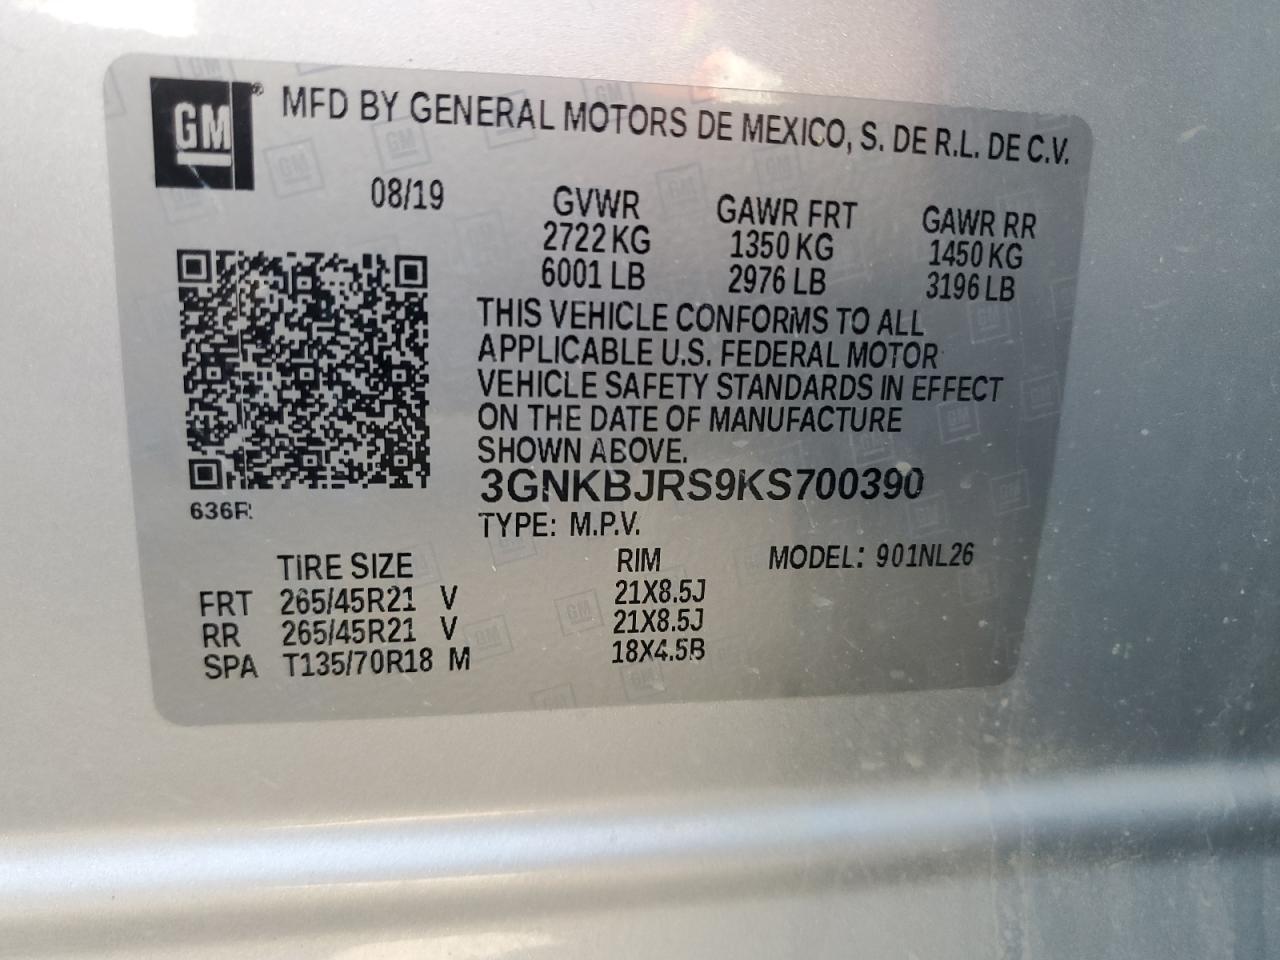 GM® MFD BY GENERAL MOTORS DE MEXICO, S. DE R.L. DE C.V.
08/19 GVWR GAWR FRT GAWR RR
2722 KG 1350 KG 1450 KG
6001 LB 2976 LB 3196 LB
THIS VEHICLE CONFORMS TO ALL
APPLICABLE U.S. FEDERAL MOTOR
VEHICLE SAFETY STANDARDS IN EFFECT
ON THE DATE OF MANUFACTURE
SHOWN ABOVE.
3GNKBJRS9KS700390
636R
TYPE: M.P.V.
TIRE SIZE RIM MODEL: 901NL26
FRT 265/45R21 V 21X8.5J
RR 265/45R21 V 21X8.5J
SPA T135/70R18 M 18X4.5B